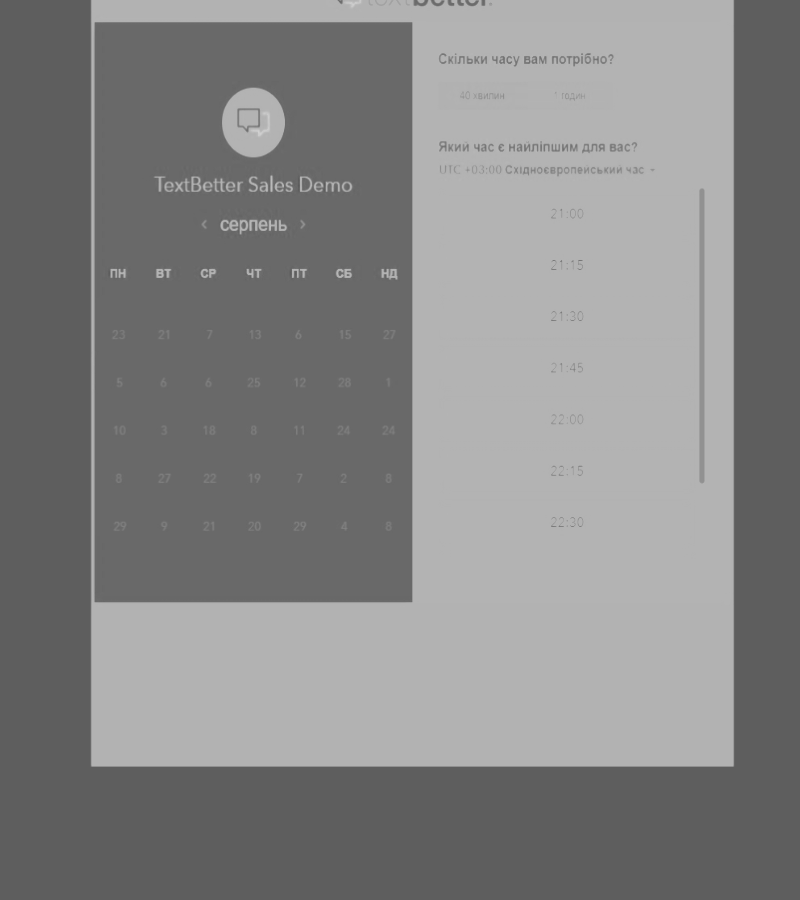 textbetter.
TextBetter Sales Demo
‹ серпень ›
ПН ВТ СР ЧТ ПТ СБ НД
23 21 7 13 6 15 27
5 6 6 25 12 28 1
10 3 18 8 11 24 24
8 27 22 19 7 2 8
29 9 21 20 29 4 8
Скільки часу вам потрібно?
40 хвилин 1 годин
Який час є найліпшим для вас?
UTC +03:00 Східноєвропейський час
21:00
21:15
21:30
21:45
22:00
22:15
22:30